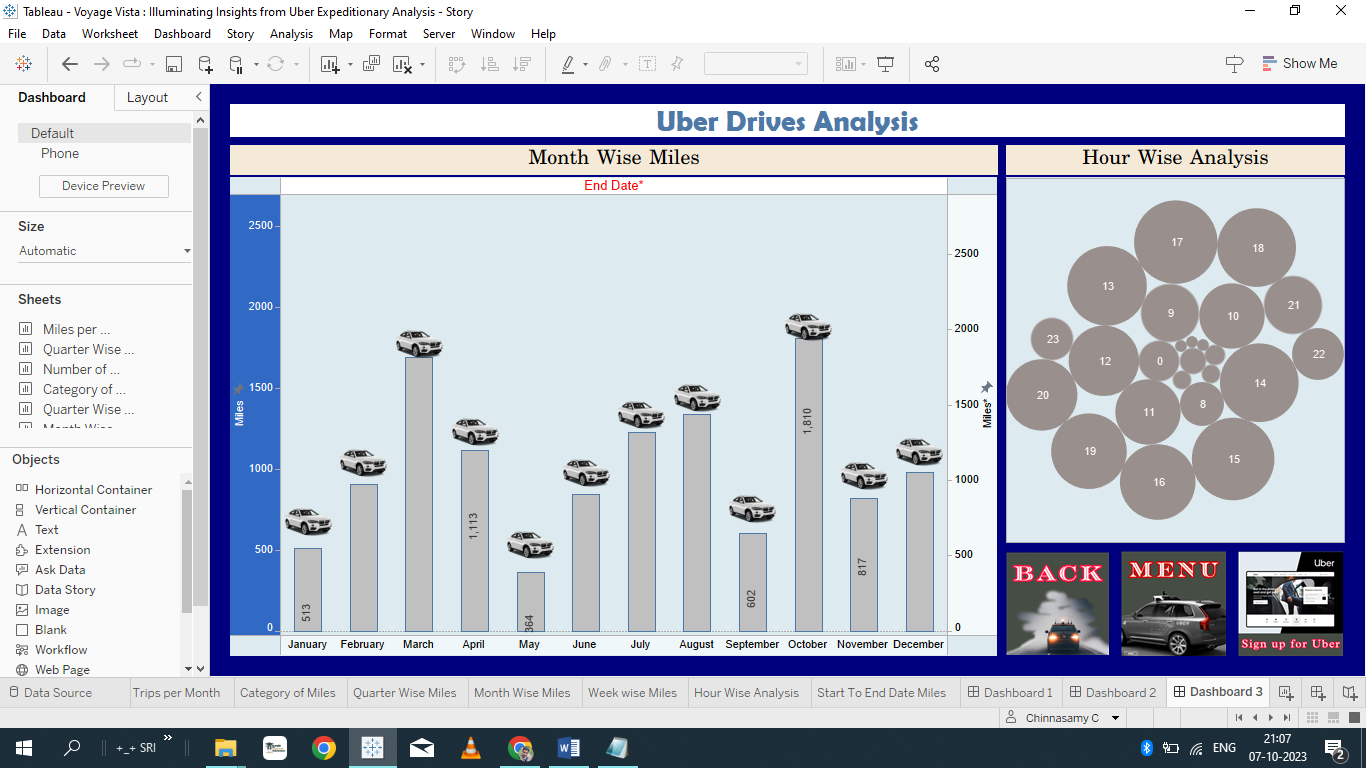 Tableau - Voyage Vista : Illuminating Insights from Uber Expeditionary Analysis - Story
File Data Worksheet Dashboard Story Analysis Map Format Server Window Help
Show Me
Dashboard Layout
Default
Phone
Device Preview
Size
Automatic
Sheets
Miles per ...
Quarter Wise ...
Number of ...
Category of ...
Quarter Wise ...
Month Wise
Objects
Horizontal Container
Vertical Container
Text
Extension
Ask Data
Data Story
Image
Blank
Workflow
Web Page
Uber Drives Analysis
Month Wise Miles
End Date*
Miles
2500
2000
1500
1000
500
0
513
1,113
364
602
1,810
817
January February March April May June July August September October November December
2500
2000
1500
1000
500
0
Miles*
Hour Wise Analysis
17
18
13
9
10
21
23
12
0
22
20
11
8
14
19
16
15
BACK
MENU
Uber
Sign up for Uber
Data Source Trips per Month Category of Miles Quarter Wise Miles Month Wise Miles Week wise Miles Hour Wise Analysis Start To End Date Miles Dashboard 1 Dashboard 2 Dashboard 3
Chinnasamy C
+_+ SRI
ENG
21:07
07-10-2023
2